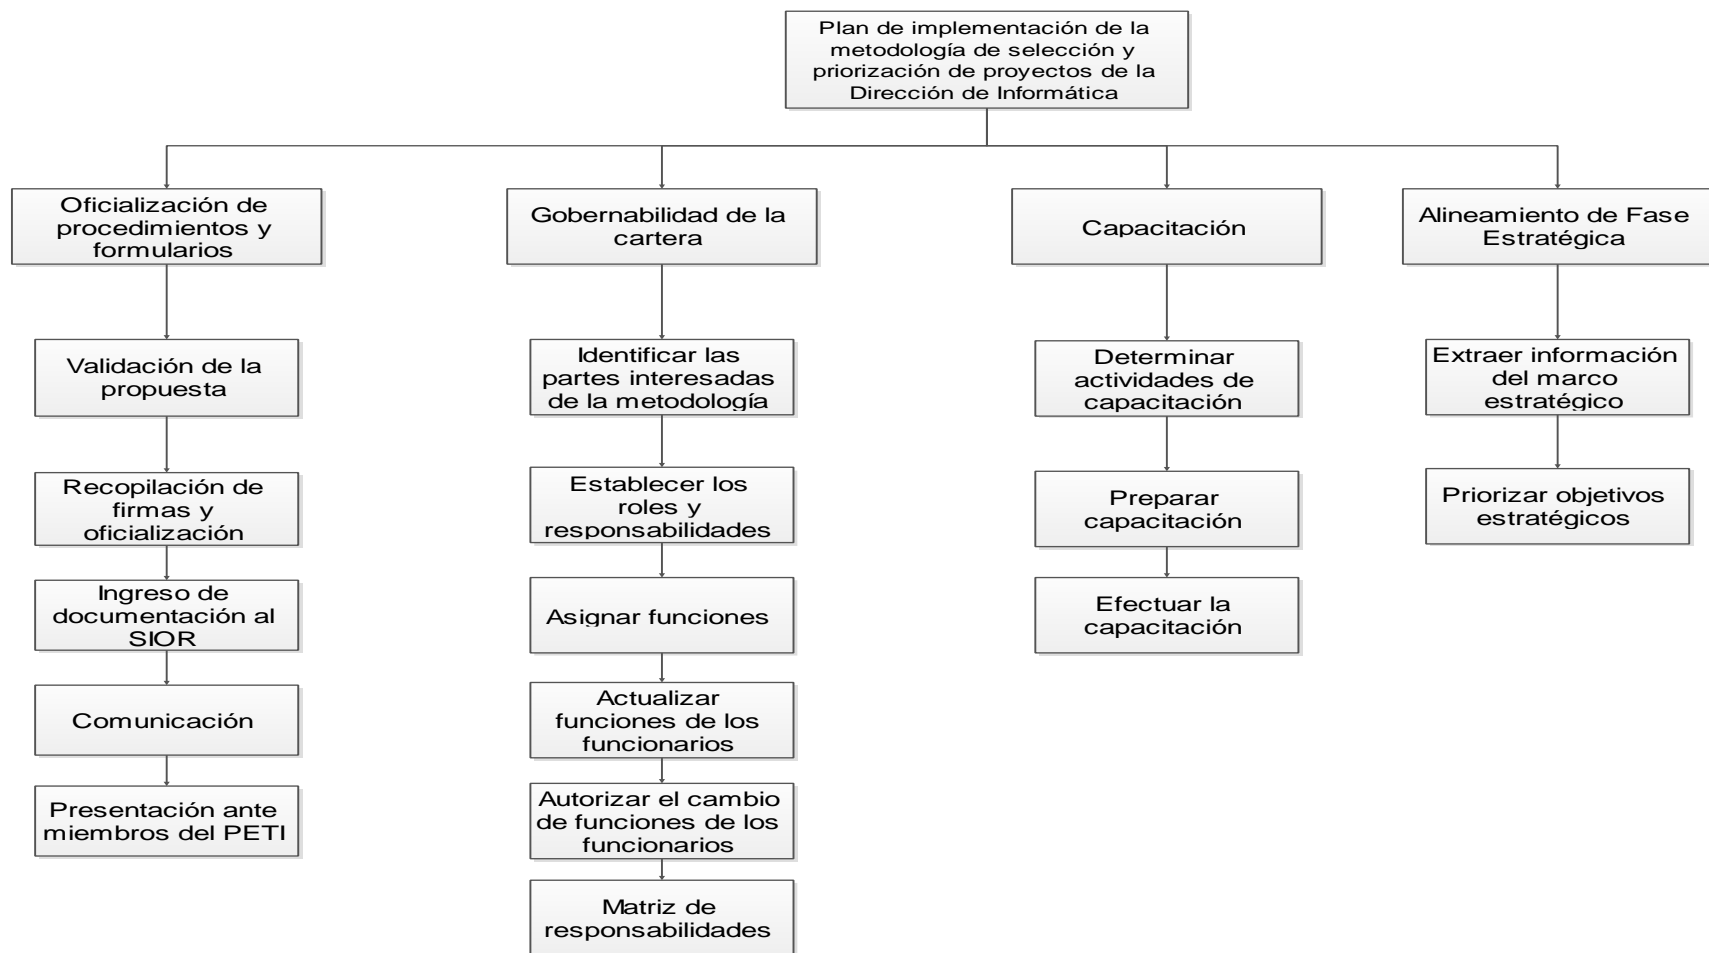 Plan de implementación de la
metodología de selección y
priorización de proyectos de la
Dirección de Informática
Oficialización de
procedimientos y
formularios
Gobernabilidad de la
cartera
Capacitación
Alineamiento de Fase
Estratégica
Validación de la
propuesta
Identificar las
partes interesadas
de la metodología
Determinar
actividades de
capacitación
Extraer información
del marco
estratégico
Recopilación de
firmas y
oficialización
Establecer los
roles y
responsabilidades
Preparar
capacitación
Priorizar objetivos
estratégicos
Ingreso de
documentación al
SIOR
Asignar funciones
Efectuar la
capacitación
Comunicación
Actualizar
funciones de los
funcionarios
Presentación ante
miembros del PETI
Autorizar el cambio
de funciones de los
funcionarios
Matriz de
responsabilidades